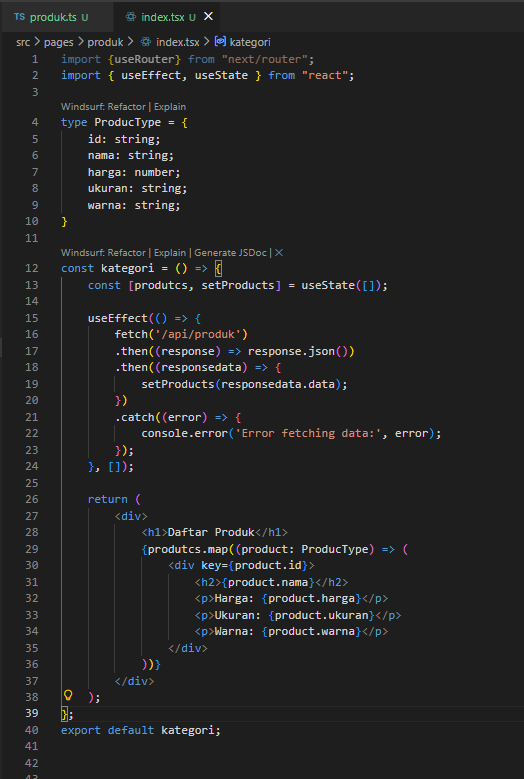 TS produk.ts U index.tsx U ×
src > pages > produk > index.tsx > kategori
1 import {useRouter} from "next/router";
2 import { useEffect, useState } from "react";
3
Windsurf: Refactor | Explain
4 type ProducType = {
5 id: string;
6 nama: string;
7 harga: number;
8 ukuran: string;
9 warna: string;
10 }
11
Windsurf: Refactor | Explain | Generate JSDoc | ×
12 const kategori = () => {
13 const [produtcs, setProducts] = useState([]);
14
15 useEffect(() => {
16 fetch('/api/produk')
17 .then((response) => response.json())
18 .then((responsedata) => {
19 setProducts(responsedata.data);
20 })
21 .catch((error) => {
22 console.error('Error fetching data:', error);
23 });
24 }, []);
25
26 return (
27 <div>
28 <h1>Daftar Produk</h1>
29 {produtcs.map((product: ProducType) => (
30 <div key={product.id}>
31 <h2>{product.nama}</h2>
32 <p>Harga: {product.harga}</p>
33 <p>Ukuran: {product.ukuran}</p>
34 <p>Warna: {product.warna}</p>
35 </div>
36 ))}
37 </div>
38 );
39 };
40 export default kategori;
41
42
43